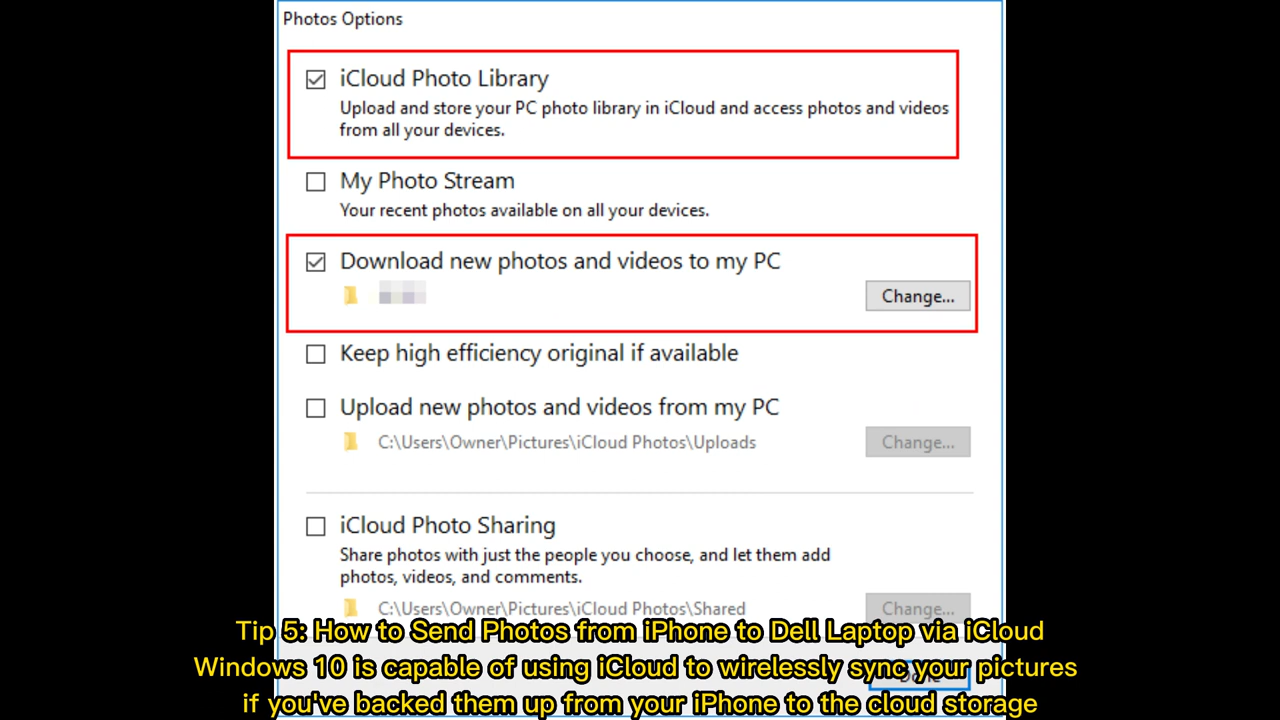 Photos Options
iCloud Photo Library
Upload and store your PC photo library in iCloud and access photos and videos
from all your devices.
My Photo Stream
Your recent photos available on all your devices.
Download new photos and videos to my PC
Change...
Keep high efficiency original if available
Upload new photos and videos from my PC
C:\Users\Owner\Pictures\iCloud Photos\Uploads
Change...
iCloud Photo Sharing
Share photos with just the people you choose, and let them add
photos, videos, and comments.
C:\Users\Owner\Pictures\iCloud Photos\Shared
Change...
Tip 5: How to Send Photos from iPhone to Dell Laptop via iCloud
Windows 10 is capable of using iCloud to wirelessly sync your pictures
if you've backed them up from your iPhone to the cloud storage